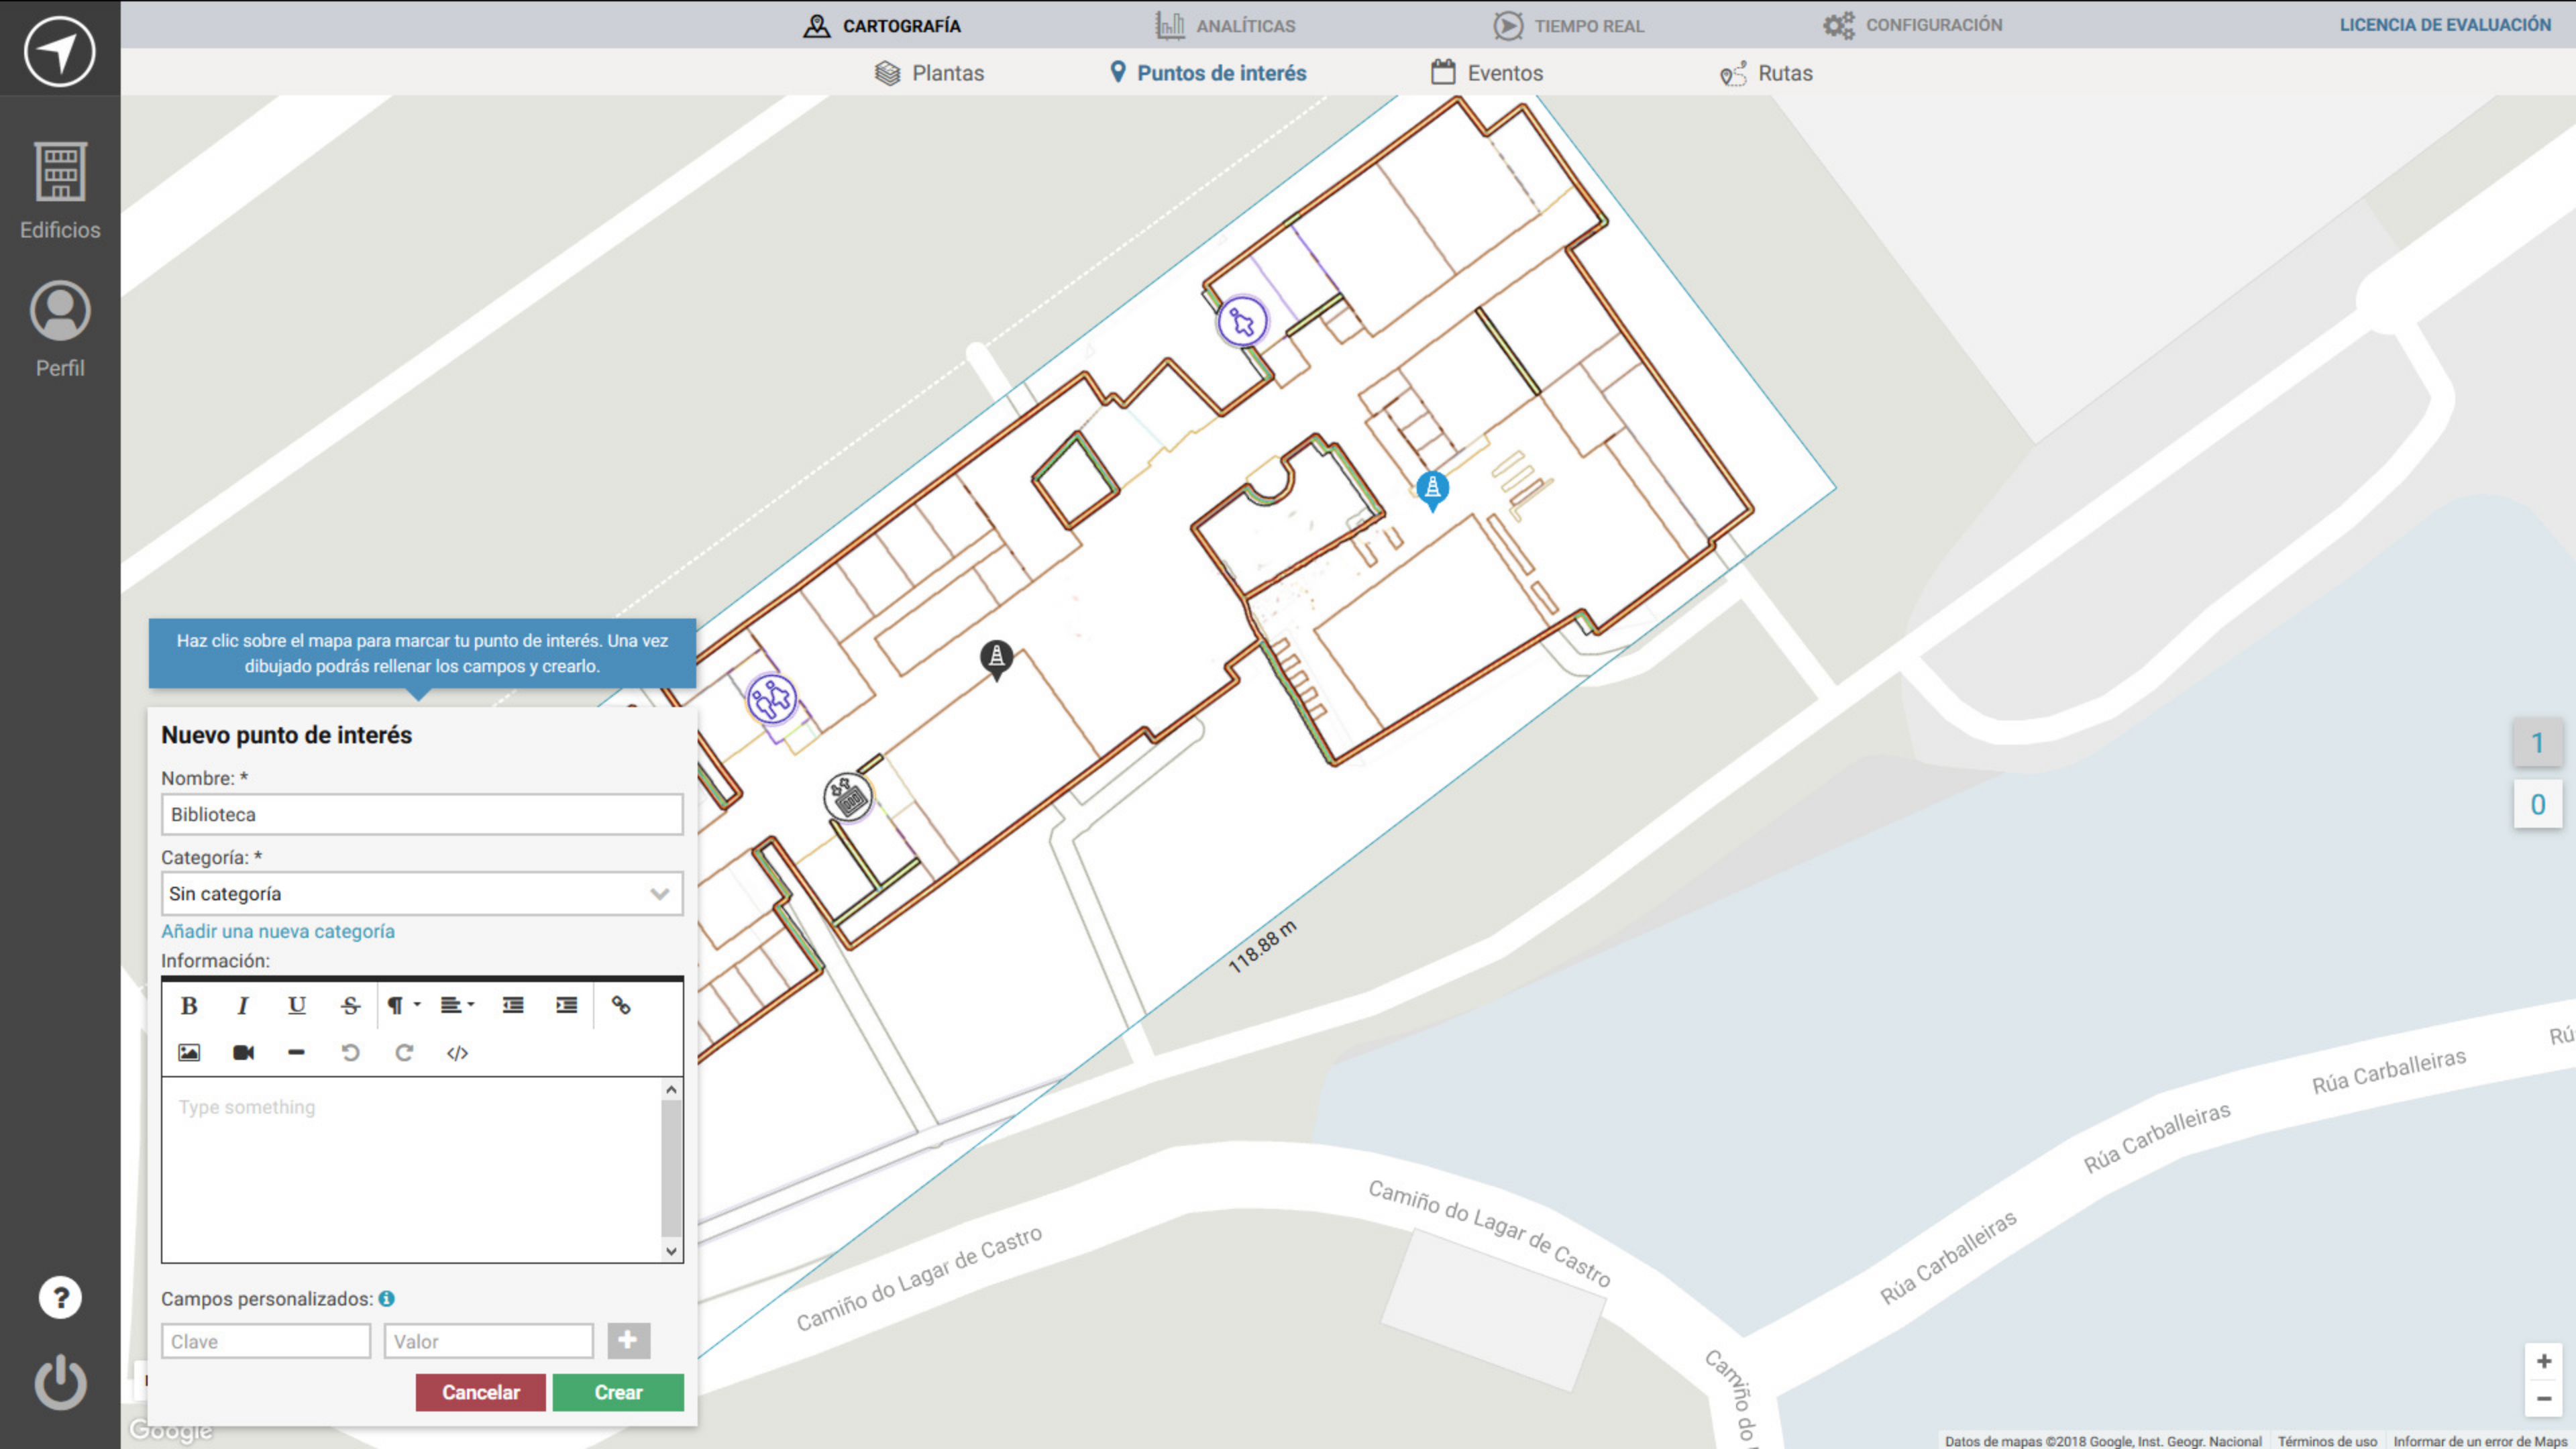 CARTOGRAFÍA
ANALÍTICAS
TIEMPO REAL
CONFIGURACIÓN
LICENCIA DE EVALUACIÓN
Plantas
Puntos de interés
Eventos
Rutas
Edificios
Perfil
Haz clic sobre el mapa para marcar tu punto de interés. Una vez
dibujado podrás rellenar los campos y crearlo.
Nuevo punto de interés
Nombre: *
Biblioteca
Categoría: *
Sin categoría
Añadir una nueva categoría
Información:
B I U S
Type something
Campos personalizados:
Clave
Valor
+
Cancelar
Crear
?
118.88 m
1
0
Camiño do Lagar de Castro
Camiño do Lagar de Castro
Camiño do
Rúa Carballeiras
Rúa Carballeiras
Rúa Carballeiras
Rú
+
−
Google
Datos de mapas ©2018 Google, Inst. Geogr. Nacional
Términos de uso
Informar de un error de Maps